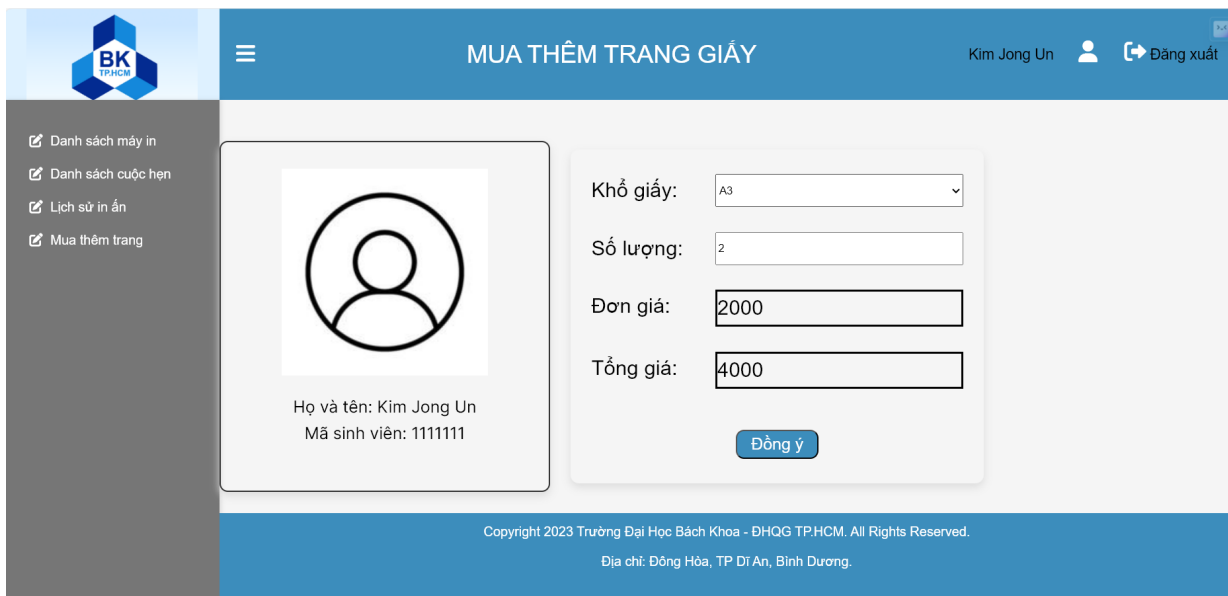 BK
TP.HCM
MUA THÊM TRANG GIẤY
Kim Jong Un
Đăng xuất
Danh sách máy in
Danh sách cuộc hẹn
Lịch sử in ấn
Mua thêm trang
Họ và tên: Kim Jong Un
Mã sinh viên: 1111111
Khổ giấy:
A3
Số lượng:
2
Đơn giá:
2000
Tổng giá:
4000
Đồng ý
Copyright 2023 Trường Đại Học Bách Khoa - ĐHQG TP.HCM. All Rights Reserved.
Địa chỉ: Đông Hòa, TP Dĩ An, Bình Dương.